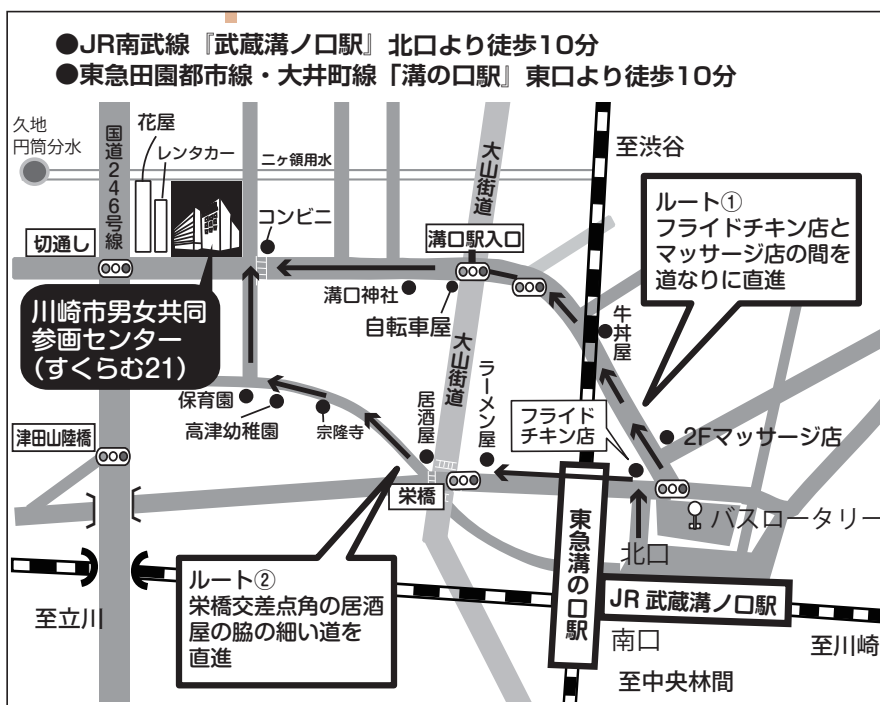 ●JR南武線『武蔵溝ノ口駅』北口より徒歩10分
●東急田園都市線・大井町線「溝の口駅」東口より徒歩10分
久地
円筒分水
国道246号線
花屋
レンタカー
ニヶ領用水
大山街道
至渋谷
ルート①
フライドチキン店と
マッサージ店の間を
道なりに直進
切通し
コンビニ
溝口駅入口
川崎市男女共同
参画センター
(すくらむ21)
溝口神社
自転車屋
牛丼屋
大山街道
保育園
高津幼稚園
宗隆寺
居酒屋
ラーメン屋
フライド
チキン店
2Fマッサージ店
津田山陸橋
栄橋
バスロータリー
北口
東急溝の口駅
JR 武蔵溝ノ口駅
南口
ルート②
栄橋交差点角の居酒
屋の脇の細い道を
直進
至立川
至川崎
至中央林間